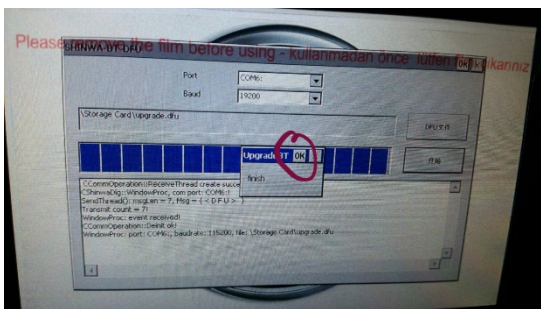 Please remove the film before using - kullanmadan önce lütfen
SHINWA-BT-DFU OK
Port COM6:
Baud 19200
\Storage Card\upgrade.dfu
DFU文件
Upgrade BT OK
开始
finish
CCommOperation::ReceiveThread create succe
CShinwaDlg::WindowProc, com port: COM6:!
SendThread(): msgLen = 7, Msg = { < D F U > }
Transmit count = 7!
WindowProc: event received!
CCommOperation::Deinit ok!
WindowProc: port: COM6:, baudrate: 115200, file: \Storage Card\upgrade.dfu